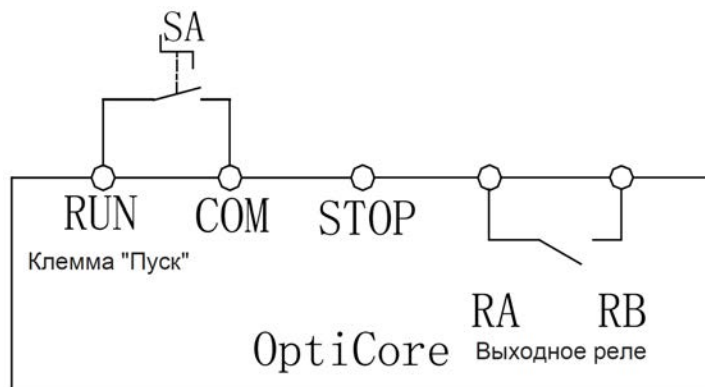 SA
RUN COM STOP
Клемма "Пуск"
RA RB
OptiCore Выходное реле